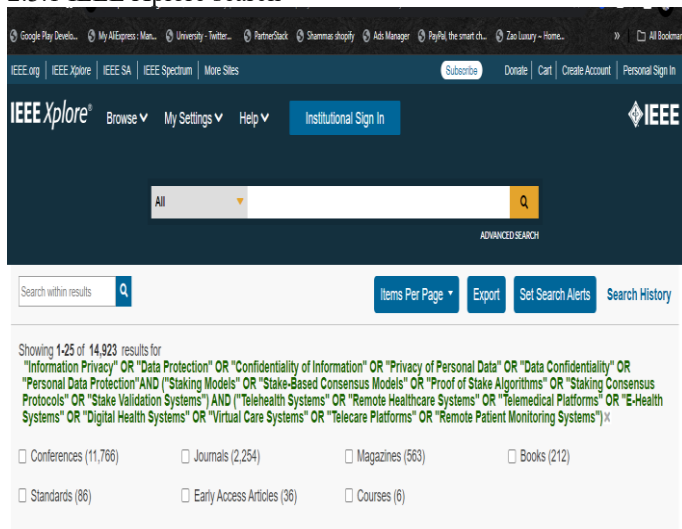 2.3.1 IEEE Xplore search
Google Play Develo... My AliExpress : Man... University - Twitter... PartnerStack Shammas shopify Ads Manager PayPal, the smart ch... Zao Luxury – Home... » All Bookmar
IEEE.org | IEEE Xplore | IEEE SA | IEEE Spectrum | More Sites Subscribe Donate | Cart | Create Account | Personal Sign In
IEEE Xplore® Browse My Settings Help Institutional Sign In IEEE
All
ADVANCED SEARCH
Search within results Items Per Page Export Set Search Alerts Search History
Showing 1-25 of 14,923 results for
"Information Privacy" OR "Data Protection" OR "Confidentiality of Information" OR "Privacy of Personal Data" OR "Data Confidentiality" OR
"Personal Data Protection"AND ("Staking Models" OR "Stake-Based Consensus Models" OR "Proof of Stake Algorithms" OR "Staking Consensus
Protocols" OR "Stake Validation Systems") AND ("Telehealth Systems" OR "Remote Healthcare Systems" OR "Telemedical Platforms" OR "E-Health
Systems" OR "Digital Health Systems" OR "Virtual Care Systems" OR "Telecare Platforms" OR "Remote Patient Monitoring Systems") ×
Conferences (11,766) Journals (2,254) Magazines (563) Books (212)
Standards (86) Early Access Articles (36) Courses (6)